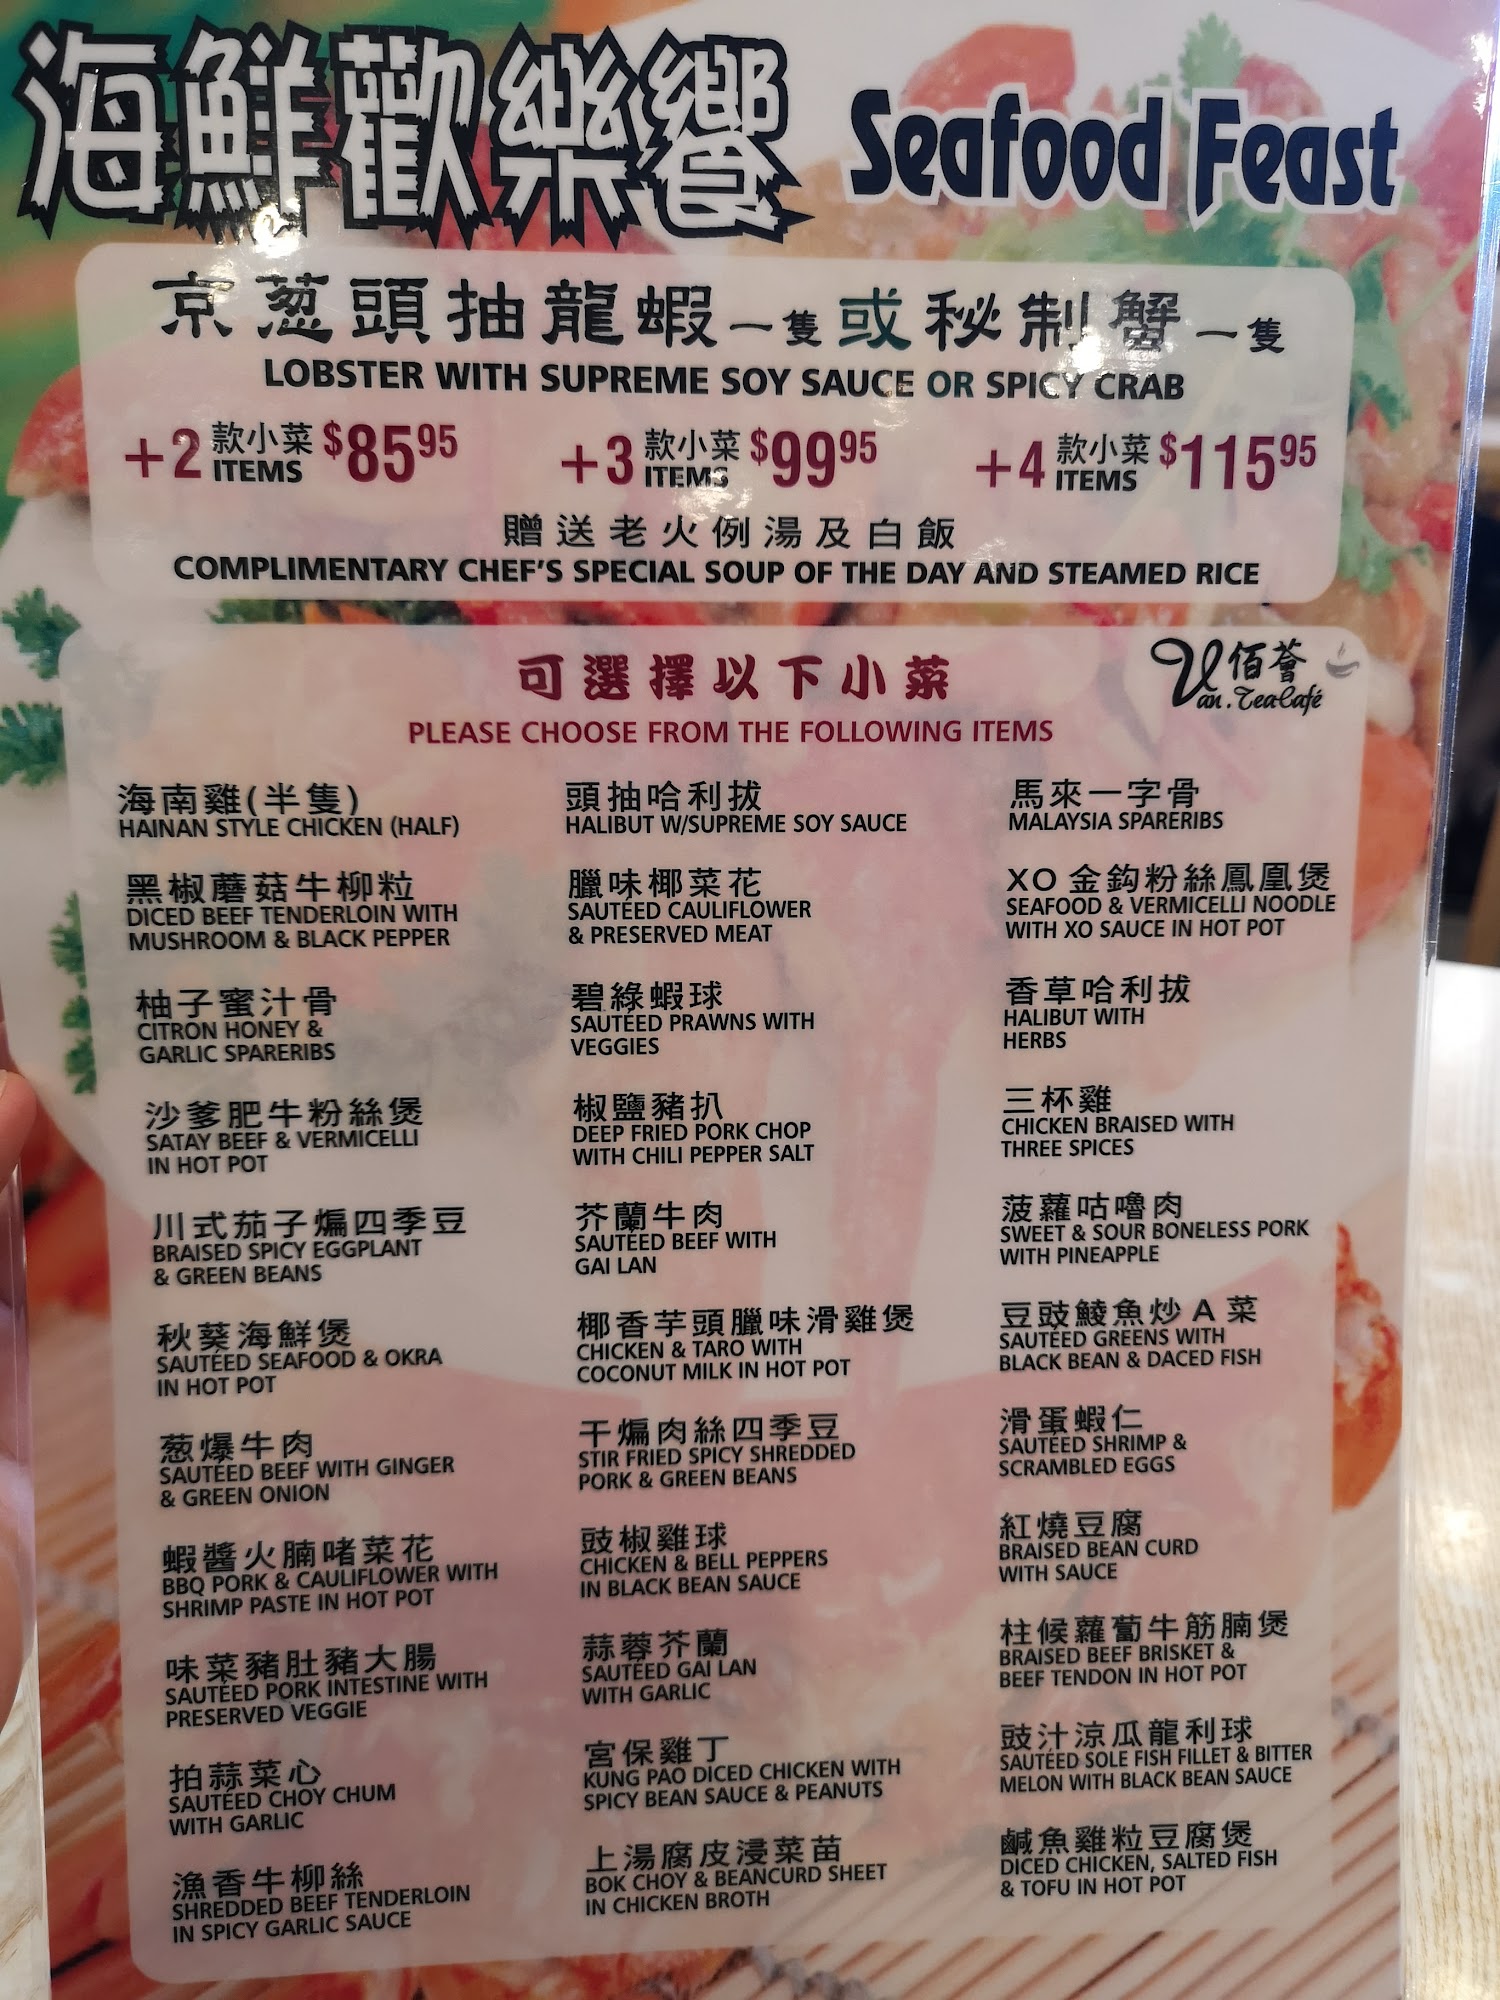 海鮮歡樂饗 Seafood Feast
京葱頭抽龍蝦一隻或秘制蟹一隻
LOBSTER WITH SUPREME SOY SAUCE OR SPICY CRAB
+2 款小菜 ITEMS $85.95 +3 款小菜 ITEMS $99.95 +4 款小菜 ITEMS $115.95
贈送老火例湯及白飯
COMPLIMENTARY CHEF'S SPECIAL SOUP OF THE DAY AND STEAMED RICE
可選擇以下小菜
PLEASE CHOOSE FROM THE FOLLOWING ITEMS
佰薈
Van. Tea Café
海南雞(半隻)
HAINAN STYLE CHICKEN (HALF)
黑椒蘑菇牛柳粒
DICED BEEF TENDERLOIN WITH
MUSHROOM & BLACK PEPPER
柚子蜜汁骨
CITRON HONEY &
GARLIC SPARERIBS
沙爹肥牛粉絲煲
SATAY BEEF & VERMICELLI
IN HOT POT
川式茄子煸四季豆
BRAISED SPICY EGGPLANT
& GREEN BEANS
秋葵海鮮煲
SAUTÉED SEAFOOD & OKRA
IN HOT POT
葱爆牛肉
SAUTÉED BEEF WITH GINGER
& GREEN ONION
蝦醬火腩啫菜花
BBQ PORK & CAULIFLOWER WITH
SHRIMP PASTE IN HOT POT
味菜豬肚豬大腸
SAUTÉED PORK INTESTINE WITH
PRESERVED VEGGIE
拍蒜菜心
SAUTÉED CHOY CHUM
WITH GARLIC
漁香牛柳絲
SHREDDED BEEF TENDERLOIN
IN SPICY GARLIC SAUCE
頭抽哈利拔
HALIBUT W/SUPREME SOY SAUCE
臘味椰菜花
SAUTÉED CAULIFLOWER
& PRESERVED MEAT
碧綠蝦球
SAUTÉED PRAWNS WITH
VEGGIES
椒鹽豬扒
DEEP FRIED PORK CHOP
WITH CHILI PEPPER SALT
芥蘭牛肉
SAUTÉED BEEF WITH
GAI LAN
椰香芋頭臘味滑雞煲
CHICKEN & TARO WITH
COCONUT MILK IN HOT POT
干煸肉絲四季豆
STIR FRIED SPICY SHREDDED
PORK & GREEN BEANS
豉椒雞球
CHICKEN & BELL PEPPERS
IN BLACK BEAN SAUCE
蒜蓉芥蘭
SAUTÉED GAI LAN
WITH GARLIC
宮保雞丁
KUNG PAO DICED CHICKEN WITH
SPICY BEAN SAUCE & PEANUTS
上湯腐皮浸菜苗
BOK CHOY & BEANCURD SHEET
IN CHICKEN BROTH
馬來一字骨
MALAYSIA SPARERIBS
XO 金鈎粉絲鳳凰煲
SEAFOOD & VERMICELLI NOODLE
WITH XO SAUCE IN HOT POT
香草哈利拔
HALIBUT WITH
HERBS
三杯雞
CHICKEN BRAISED WITH
THREE SPICES
菠蘿咕嚕肉
SWEET & SOUR BONELESS PORK
WITH PINEAPPLE
豆豉鯪魚炒 A 菜
SAUTÉED GREENS WITH
BLACK BEAN & DACED FISH
滑蛋蝦仁
SAUTÉED SHRIMP &
SCRAMBLED EGGS
紅燒豆腐
BRAISED BEAN CURD
WITH SAUCE
柱候蘿蔔牛筋腩煲
BRAISED BEEF BRISKET &
BEEF TENDON IN HOT POT
豉汁涼瓜龍利球
SAUTÉED SOLE FISH FILLET & BITTER
MELON WITH BLACK BEAN SAUCE
鹹魚雞粒豆腐煲
DICED CHICKEN, SALTED FISH
& TOFU IN HOT POT